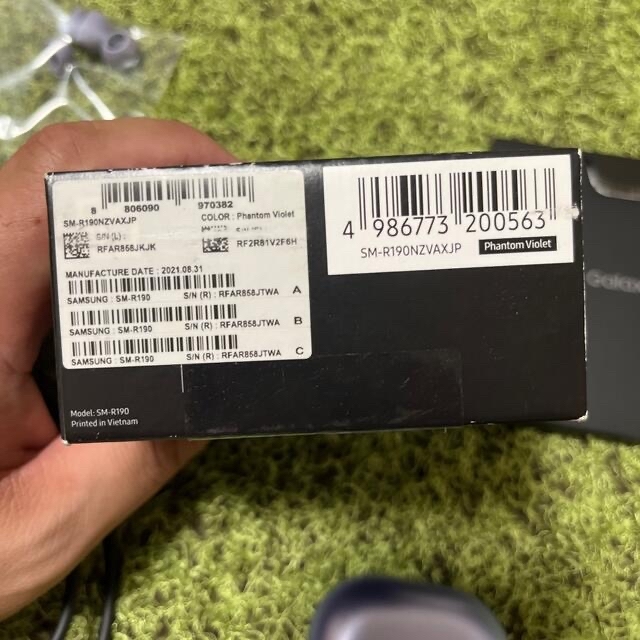 8 806090 970382
SM-R190NZVAXJP COLOR : Phantom Violet
S/N (L) :
RFAR858JKJK RF2R81V2F6H
MANUFACTURE DATE : 2021.08.31
SAMSUNG : SM-R190 S/N (R) : RFAR858JTWA A
SAMSUNG : SM-R190 S/N (R) : RFAR858JTWA B
SAMSUNG : SM-R190 S/N (R) : RFAR858JTWA C
Model: SM-R190
Printed in Vietnam
4 986773 200563
SM-R190NZVAXJP Phantom Violet